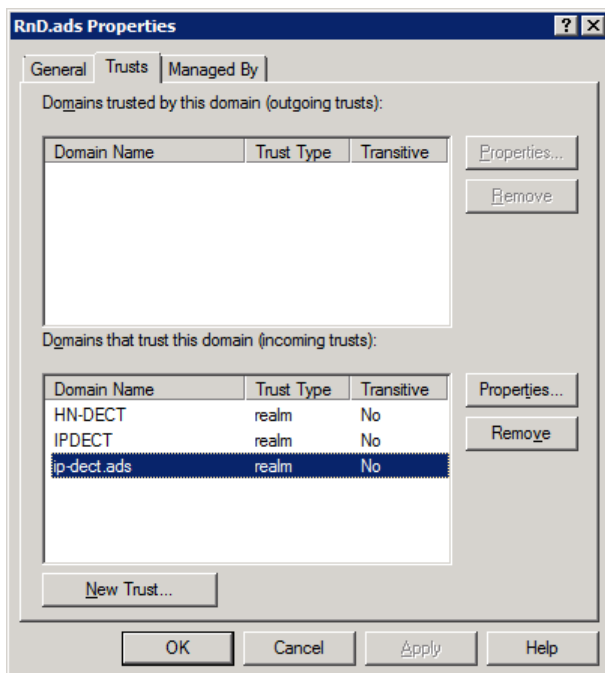 RnD.ads Properties
General Trusts Managed By
Domains trusted by this domain (outgoing trusts):
Domain Name Trust Type Transitive
Properties...
Remove
Domains that trust this domain (incoming trusts):
Domain Name Trust Type Transitive
HN-DECT realm No
IPDECT realm No
ip-dect.ads realm No
Properties...
Remove
New Trust...
OK Cancel Apply Help